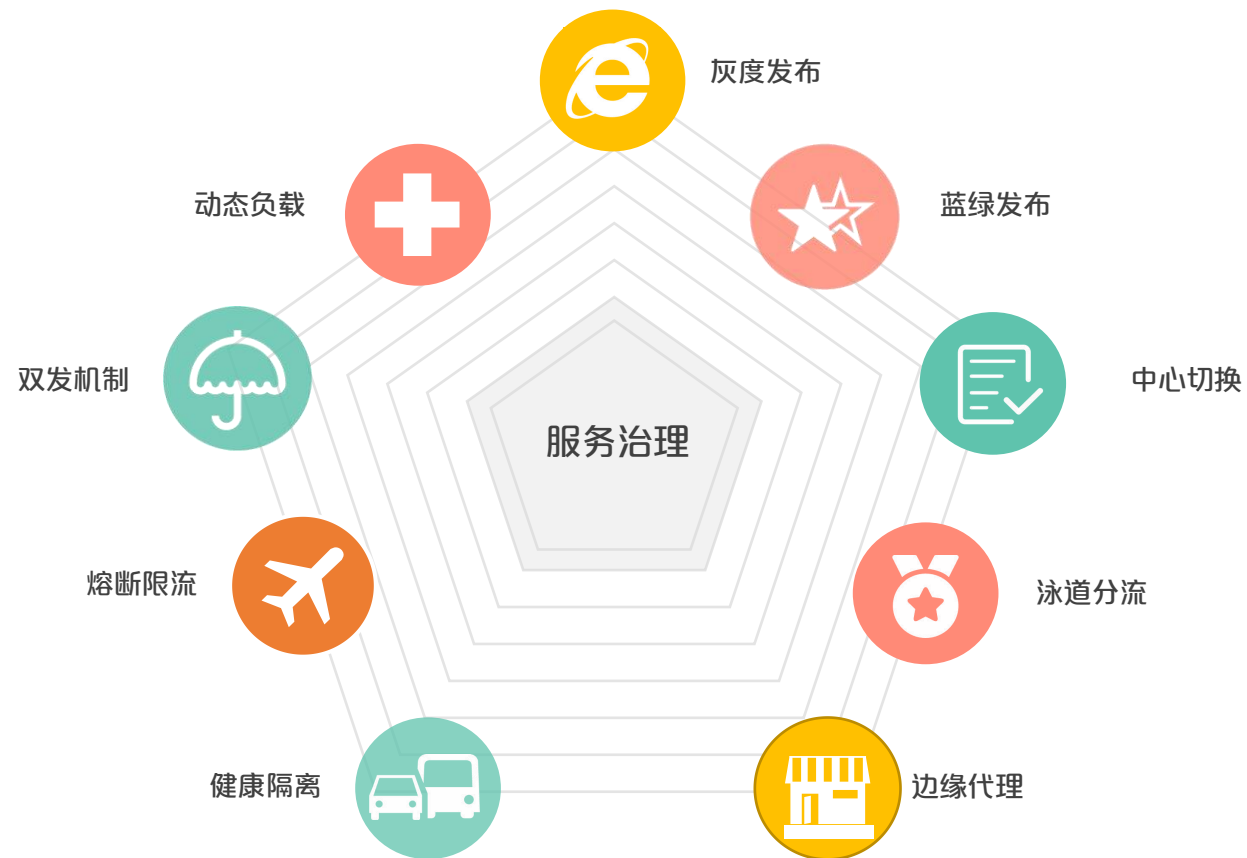 灰度发布
动态负载
蓝绿发布
双发机制
中心切换
服务治理
熔断限流
泳道分流
健康隔离
边缘代理